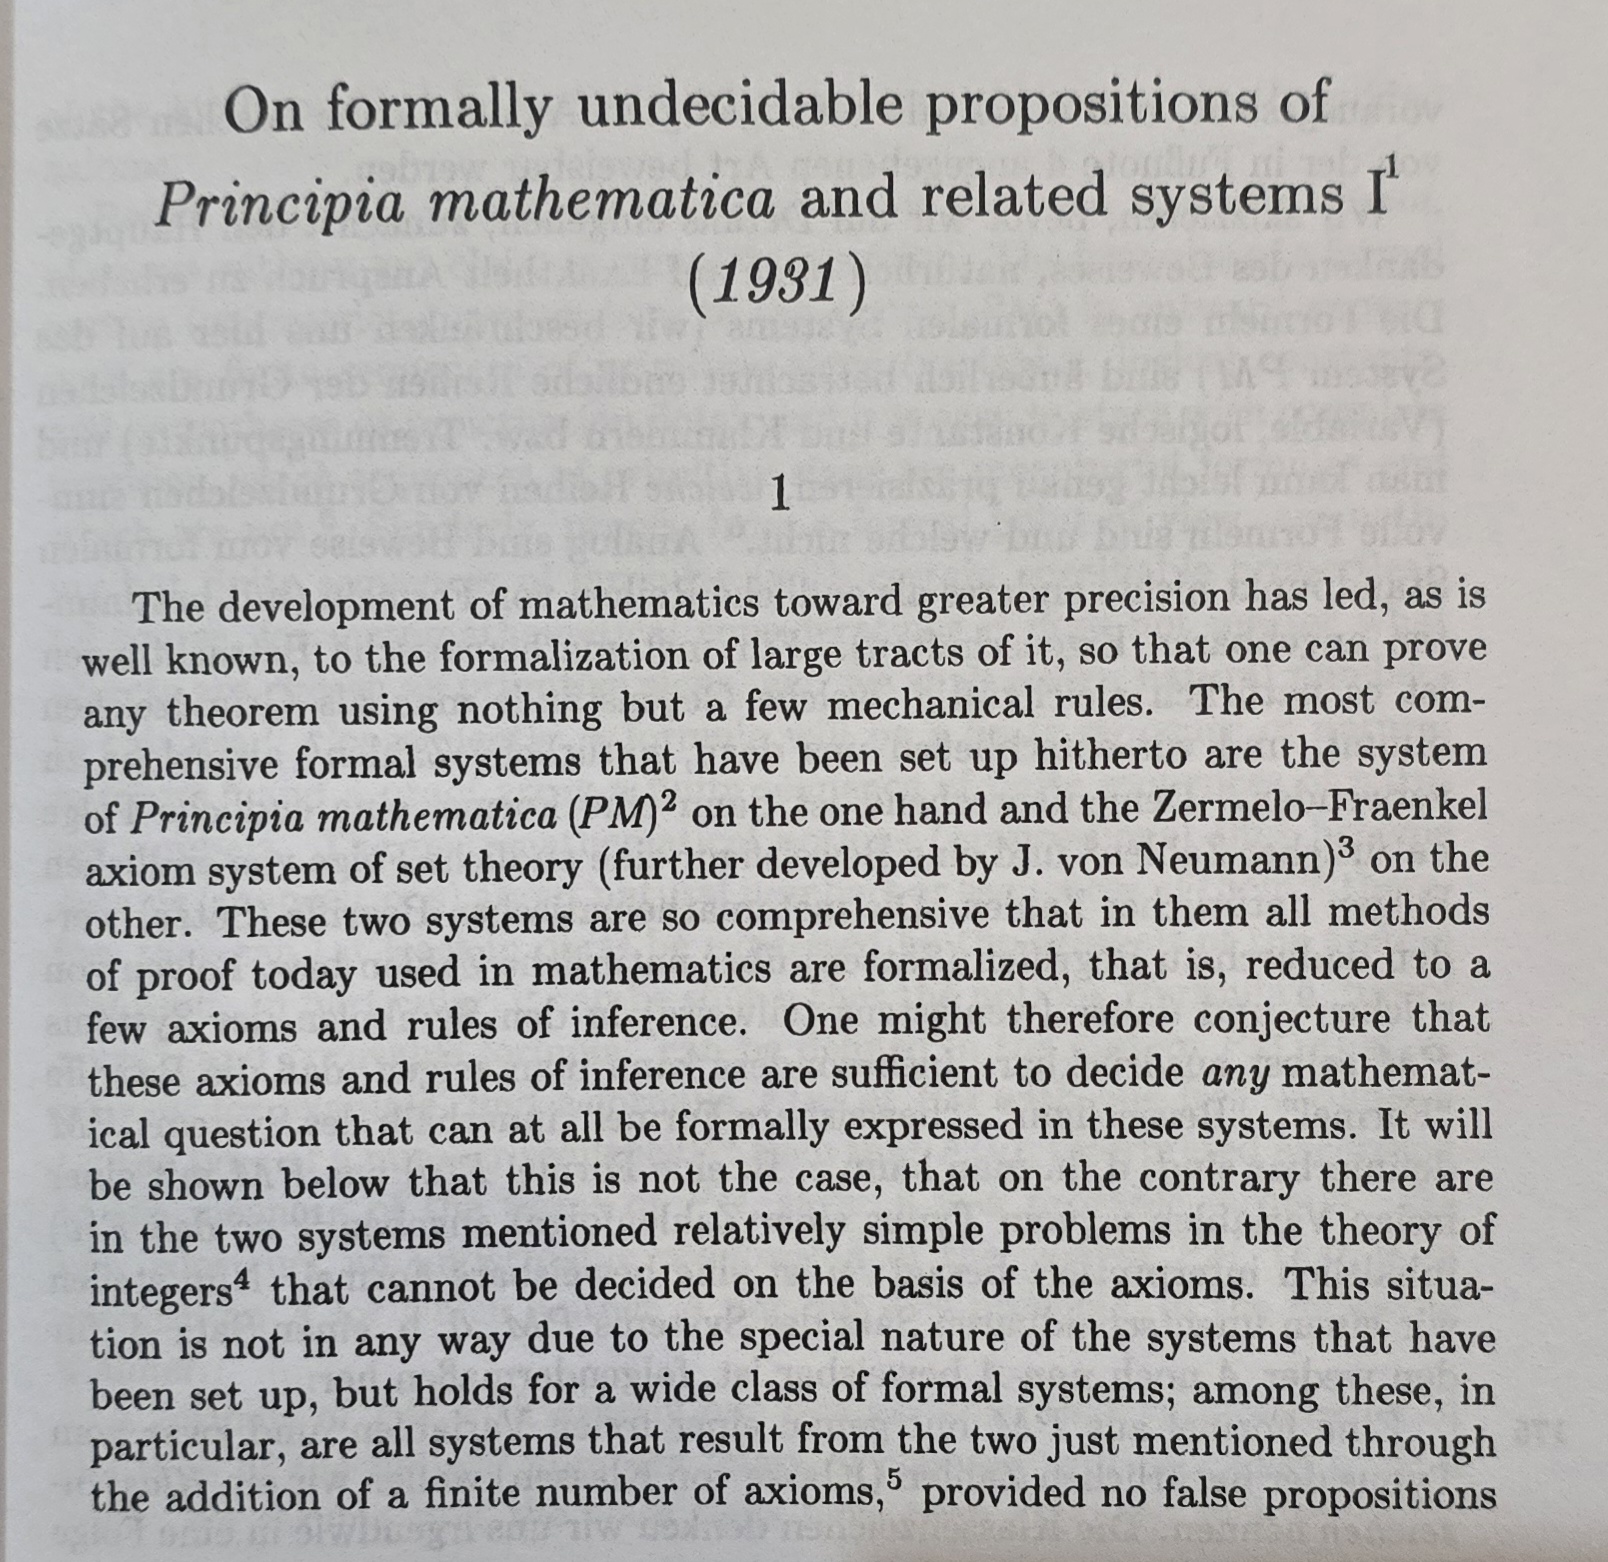 On formally undecidable propositions of
Principia mathematica and related systems I¹
(1931)
1
The development of mathematics toward greater precision has led, as is
well known, to the formalization of large tracts of it, so that one can prove
any theorem using nothing but a few mechanical rules. The most com-
prehensive formal systems that have been set up hitherto are the system
of Principia mathematica (PM)² on the one hand and the Zermelo–Fraenkel
axiom system of set theory (further developed by J. von Neumann)³ on the
other. These two systems are so comprehensive that in them all methods
of proof today used in mathematics are formalized, that is, reduced to a
few axioms and rules of inference. One might therefore conjecture that
these axioms and rules of inference are sufficient to decide any mathemat-
ical question that can at all be formally expressed in these systems. It will
be shown below that this is not the case, that on the contrary there are
in the two systems mentioned relatively simple problems in the theory of
integers⁴ that cannot be decided on the basis of the axioms. This situa-
tion is not in any way due to the special nature of the systems that have
been set up, but holds for a wide class of formal systems; among these, in
particular, are all systems that result from the two just mentioned through
the addition of a finite number of axioms,⁵ provided no false propositions